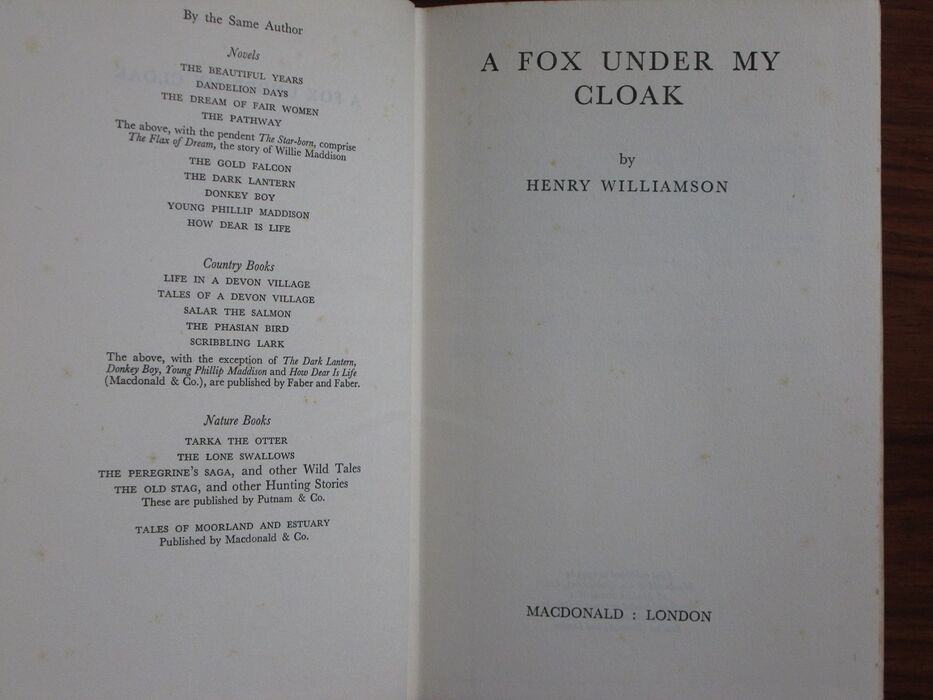 By the Same Author
Novels
THE BEAUTIFUL YEARS
DANDELION DAYS
THE DREAM OF FAIR WOMEN
THE PATHWAY
The above, with the pendent The Star-born, comprise
The Flax of Dream, the story of Willie Maddison
THE GOLD FALCON
THE DARK LANTERN
DONKEY BOY
YOUNG PHILLIP MADDISON
HOW DEAR IS LIFE
Country Books
LIFE IN A DEVON VILLAGE
TALES OF A DEVON VILLAGE
SALAR THE SALMON
THE PHASIAN BIRD
SCRIBBLING LARK
The above, with the exception of The Dark Lantern,
Donkey Boy, Young Phillip Maddison and How Dear Is Life
(Macdonald & Co.), are published by Faber and Faber.
Nature Books
TARKA THE OTTER
THE LONE SWALLOWS
THE PEREGRINE'S SAGA, and other Wild Tales
THE OLD STAG, and other Hunting Stories
These are published by Putnam & Co.
TALES OF MOORLAND AND ESTUARY
Published by Macdonald & Co.
A FOX UNDER MY
CLOAK
by
HENRY WILLIAMSON
MACDONALD : LONDON